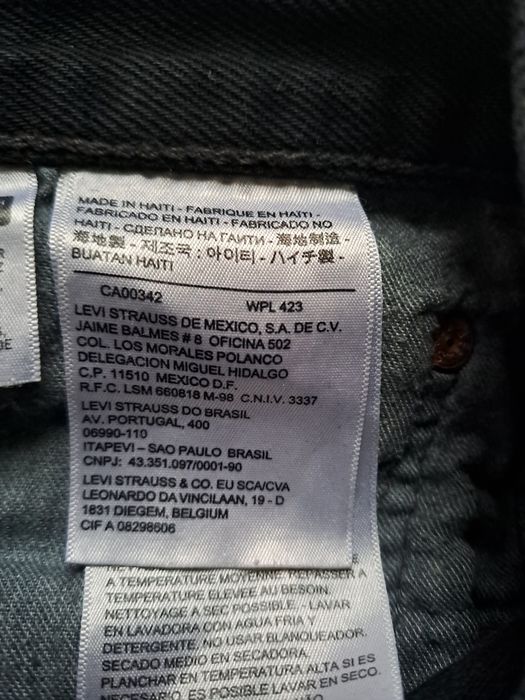 MADE IN HAITI - FABRIQUE EN HAITI -
FABRICADO EN HAITI - FABRICADO NO
HAITI - СДЕЛАНО НА ГАИТИ - 海地制造 -
海地製 - 제조국 : 아이티 - ハイチ製 -
BUATAN HAITI
CA00342 WPL 423
LEVI STRAUSS DE MEXICO, S.A. DE C.V.
JAIME BALMES # 8 OFICINA 502
COL. LOS MORALES POLANCO
DELEGACION MIGUEL HIDALGO
C.P. 11510 MEXICO D.F.
R.F.C. LSM 660818 M-98 C.N.I.V. 3337
LEVI STRAUSS DO BRASIL
AV. PORTUGAL, 400
06990-110
ITAPEVI – SAO PAULO BRASIL
CNPJ: 43.351.097/0001-90
LEVI STRAUSS & CO. EU SCA/CVA
LEONARDO DA VINCILAAN, 19 - D
1831 DIEGEM, BELGIUM
CIF A 08298606
A TEMPERATURE MOYENNE REPASSER A
TEMPERATURE ELEVEE AU BESOIN.
NETTOYAGE A SEC POSSIBLE. - LAVAR
EN LAVADORA CON AGUA FRIA Y
DETERGENTE, NO USAR BLANQUEADOR.
SECADO MEDIO EN SECADORA.
PLANCHAR EN TEMPERATURA ALTA SI ES
NECESARIO. ES POSIBLE LAVAR EN SECO.